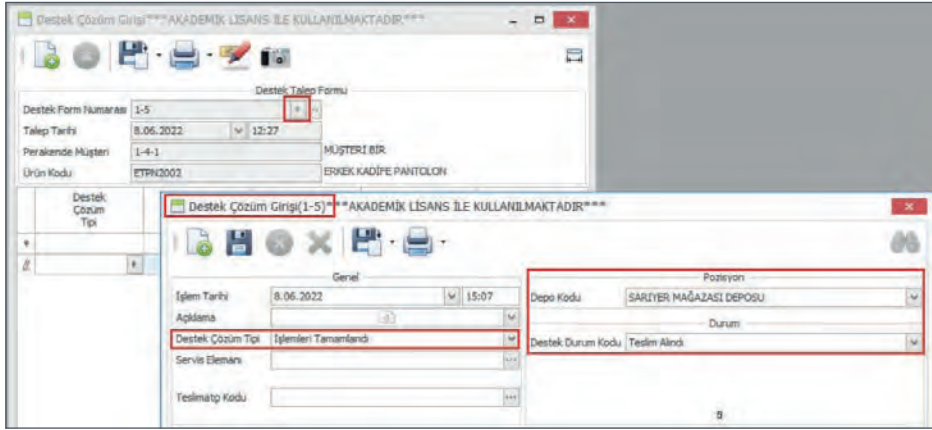 Destek Çözüm Girişi***AKADEMİK LİSANS İLE KULLANILMAKTADIR***
Destek Talep Formu
Destek Form Numarası 1-5
Talep Tarihi 8.06.2022 12:27
Perakende Müşteri 1-4-1 MÜŞTERİ BİR
Ürün Kodu ETPN2002 ERKEK KADİFE PANTOLON
Destek
Çözüm
Tipi
Destek Çözüm Girişi(1-5)***AKADEMİK LİSANS İLE KULLANILMAKTADIR***
Genel
İşlem Tarihi 8.06.2022 15:07
Açıklama
Destek Çözüm Tipi İşlemleri Tamamlandı
Servis Elemanı
Teslimatçı Kodu
Pozisyon
Depo Kodu SARIYER MAĞAZASI DEPOSU
Durum
Destek Durum Kodu Teslim Alındı
9